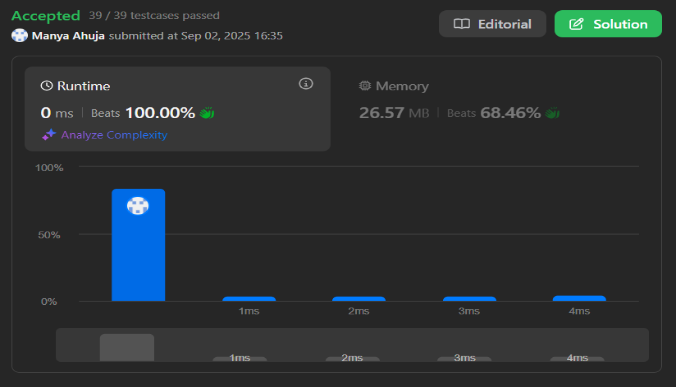 Accepted 39 / 39 testcases passed
Manya Ahuja submitted at Sep 02, 2025 16:35
Editorial
Solution
Runtime
0 ms | Beats 100.00%
Analyze Complexity
Memory
26.57 MB | Beats 68.46%
100%
50%
0%
1ms 2ms 3ms 4ms
1ms 2ms 3ms 4ms